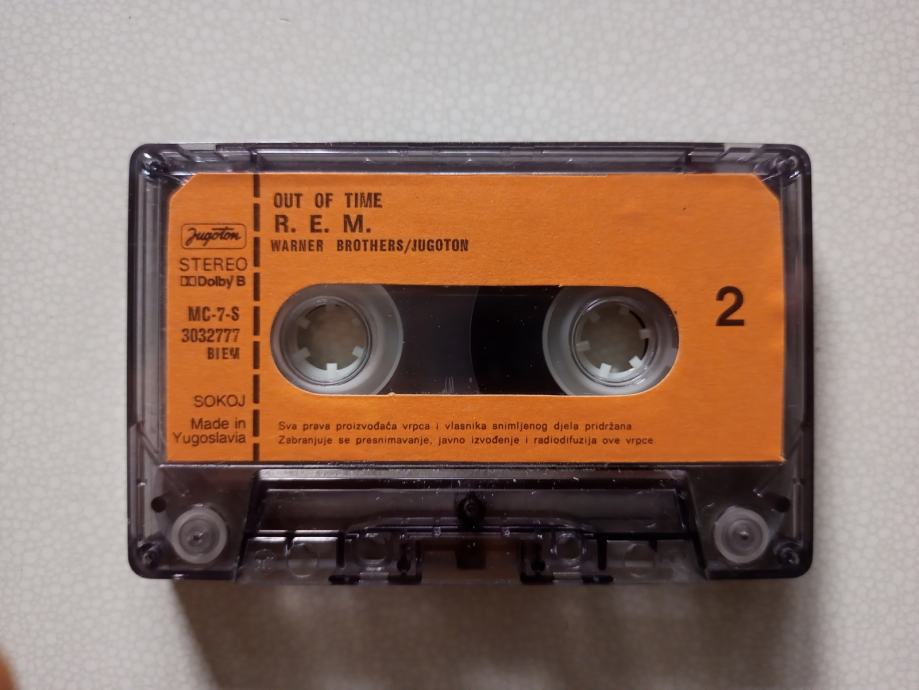 Jugoton
STEREO
Dolby B
MC-7-S
3032777
BIEM
SOKOJ
Made in
Yugoslavia
OUT OF TIME
R. E. M.
WARNER BROTHERS/JUGOTON
2
Sva prava proizvođača vrpca i vlasnika snimljenog djela pridržana
Zabranjuje se presnimavanje, javno izvođenje i radiodifuzija ove vrpce